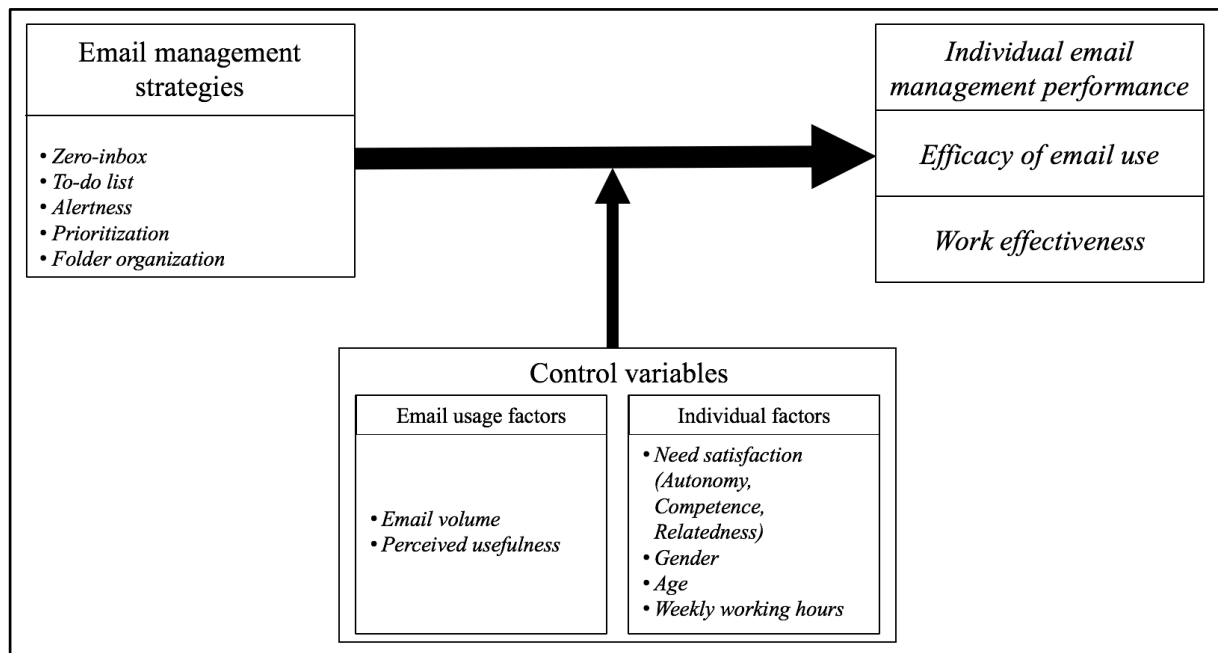 Email management
strategies
• Zero-inbox
• To-do list
• Alertness
• Prioritization
• Folder organization
Individual email
management performance
Efficacy of email use
Work effectiveness
Control variables
Email usage factors
• Email volume
• Perceived usefulness
Individual factors
• Need satisfaction
(Autonomy,
Competence,
Relatedness)
• Gender
• Age
• Weekly working hours